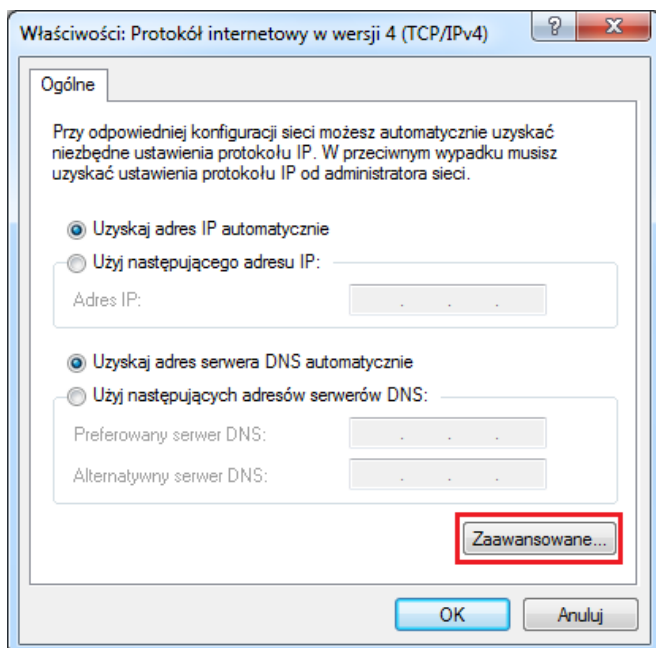 Właściwości: Protokół internetowy w wersji 4 (TCP/IPv4)
Ogólne
Przy odpowiedniej konfiguracji sieci możesz automatycznie uzyskać
niezbędne ustawienia protokołu IP. W przeciwnym wypadku musisz
uzyskać ustawienia protokołu IP od administratora sieci.
Uzyskaj adres IP automatycznie
Użyj następującego adresu IP:
Adres IP:
Uzyskaj adres serwera DNS automatycznie
Użyj następujących adresów serwerów DNS:
Preferowany serwer DNS:
Alternatywny serwer DNS:
Zaawansowane...
OK Anuluj